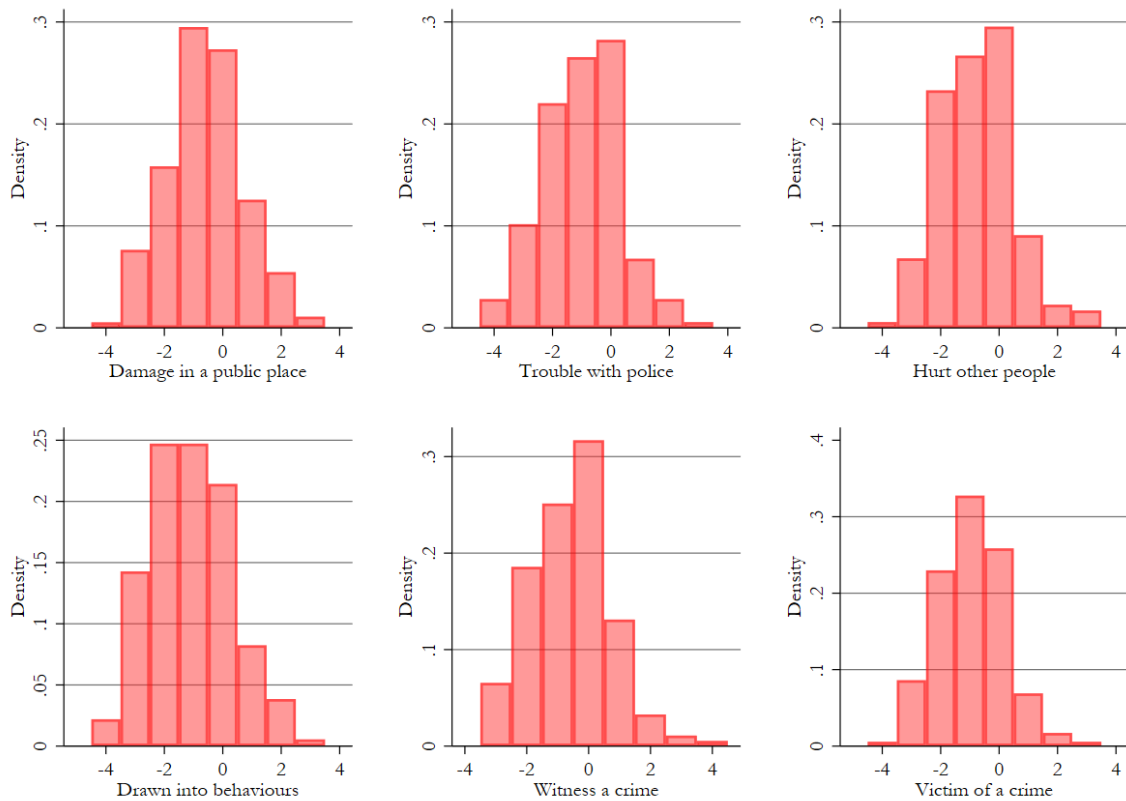 Density
.3
.2
.1
0
-4 -2 0 2 4
Damage in a public place
Density
.3
.2
.1
0
-4 -2 0 2 4
Trouble with police
Density
.3
.2
.1
0
-4 -2 0 2 4
Hurt other people
Density
.25
.2
.15
.1
.05
0
-4 -2 0 2 4
Drawn into behaviours
Density
.3
.2
.1
0
-4 -2 0 2 4
Witness a crime
Density
.4
.3
.2
.1
0
-4 -2 0 2 4
Victim of a crime